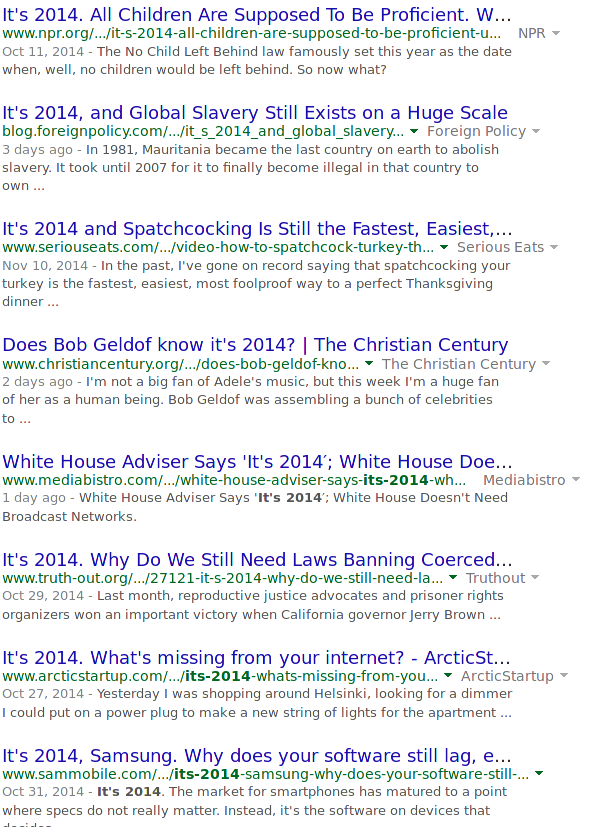 It's 2014. All Children Are Supposed To Be Proficient. W...
www.npr.org/.../it-s-2014-all-children-are-supposed-to-be-proficient-u... NPR
Oct 11, 2014 - The No Child Left Behind law famously set this year as the date
when, well, no children would be left behind. So now what?
It's 2014, and Global Slavery Still Exists on a Huge Scale
blog.foreignpolicy.com/.../it_s_2014_and_global_slavery... Foreign Policy
3 days ago - In 1981, Mauritania became the last country on earth to abolish
slavery. It took until 2007 for it to finally become illegal in that country to
own ...
It's 2014 and Spatchcocking Is Still the Fastest, Easiest,...
www.seriouseats.com/.../video-how-to-spatchcock-turkey-th... Serious Eats
Nov 10, 2014 - In the past, I've gone on record saying that spatchcocking your
turkey is the fastest, easiest, most foolproof way to a perfect Thanksgiving
dinner ...
Does Bob Geldof know it's 2014? | The Christian Century
www.christiancentury.org/.../does-bob-geldof-kno... The Christian Century
2 days ago - I'm not a big fan of Adele's music, but this week I'm a huge fan
of her as a human being. Bob Geldof was assembling a bunch of celebrities
to ...
White House Adviser Says 'It's 2014′; White House Doe...
www.mediabistro.com/.../white-house-adviser-says-its-2014-wh... Mediabistro
1 day ago - White House Adviser Says 'It's 2014′; White House Doesn't Need
Broadcast Networks.
It's 2014. Why Do We Still Need Laws Banning Coerced...
www.truth-out.org/.../27121-it-s-2014-why-do-we-still-need-la... Truthout
Oct 29, 2014 - Last month, reproductive justice advocates and prisoner rights
organizers won an important victory when California governor Jerry Brown ...
It's 2014. What's missing from your internet? - ArcticSt...
www.arcticstartup.com/.../its-2014-whats-missing-from-you... ArcticStartup
Oct 27, 2014 - Yesterday I was shopping around Helsinki, looking for a dimmer
I could put on a power plug to make a new string of lights for the apartment ...
It's 2014, Samsung. Why does your software still lag, e...
www.sammobile.com/.../its-2014-samsung-why-does-your-software-still-...
Oct 31, 2014 - It's 2014. The market for smartphones has matured to a point
where specs do not really matter. Instead, it's the software on devices that